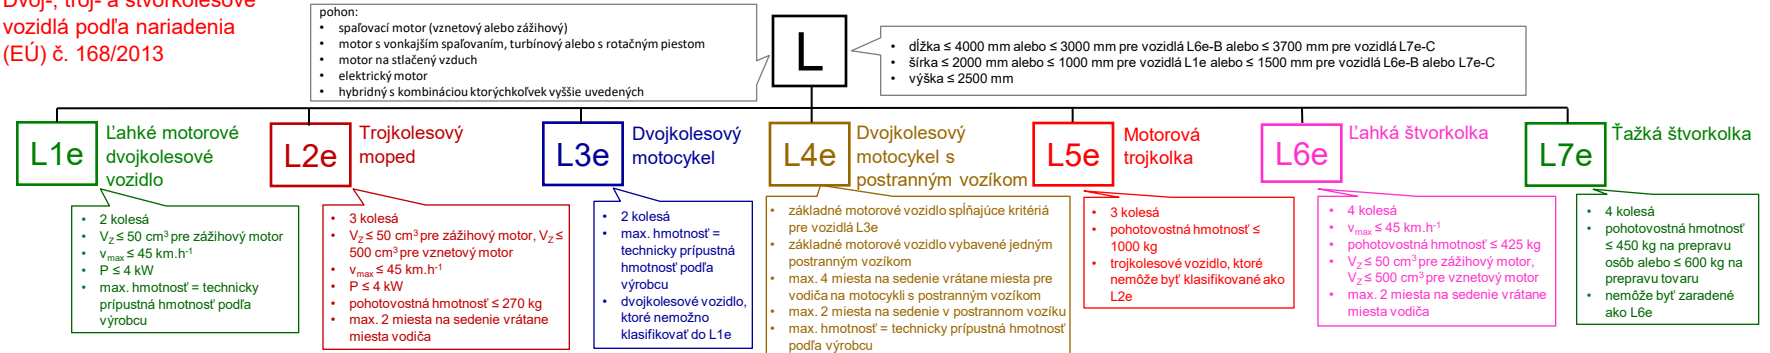 Dvoj-, troj- a štvorkolesové
vozidlá podľa nariadenia
(EÚ) č. 168/2013
pohon:
• spaľovací motor (vznetový alebo zážihový)
• motor s vonkajším spaľovaním, turbínový alebo s rotačným piestom
• motor na stlačený vzduch
• elektrický motor
• hybridný s kombináciou ktorýchkoľvek vyššie uvedených
L
• dĺžka ≤ 4000 mm alebo ≤ 3000 mm pre vozidlá L6e-B alebo ≤ 3700 mm pre vozidlá L7e-C
• šírka ≤ 2000 mm alebo ≤ 1000 mm pre vozidlá L1e alebo ≤ 1500 mm pre vozidlá L6e-B alebo L7e-C
• výška ≤ 2500 mm
L1e
Ľahké motorové
dvojkolesové
vozidlo
• 2 kolesá
• V_Z ≤ 50 cm³ pre zážihový motor
• v_max ≤ 45 km.h⁻¹
• P ≤ 4 kW
• max. hmotnosť = technicky
prípustná hmotnosť podľa
výrobcu
L2e
Trojkolesový
moped
• 3 kolesá
• V_Z ≤ 50 cm³ pre zážihový motor, V_Z ≤
500 cm³ pre vznetový motor
• v_max ≤ 45 km.h⁻¹
• P ≤ 4 kW
• pohotovostná hmotnosť ≤ 270 kg
• max. 2 miesta na sedenie vrátane
miesta vodiča
L3e
Dvojkolesový
motocykel
• 2 kolesá
• max. hmotnosť =
technicky prípustná
hmotnosť podľa
výrobcu
• dvojkolesové vozidlo,
ktoré nemožno
klasifikovať do L1e
L4e
Dvojkolesový
motocykel s
postranným vozíkom
• základné motorové vozidlo spĺňajúce kritériá
pre vozidlá L3e
• základné motorové vozidlo vybavené jedným
postranným vozíkom
• max. 4 miesta na sedenie vrátane miesta pre
vodiča na motocykli s postranným vozíkom
• max. 2 miesta na sedenie v postrannom vozíku
• max. hmotnosť = technicky prípustná hmotnosť
podľa výrobcu
L5e
Motorová
trojkolka
• 3 kolesá
• pohotovostná hmotnosť ≤
1000 kg
• trojkolesové vozidlo, ktoré
nemôže byť klasifikované ako
L2e
L6e
Ľahká štvorkolka
• 4 kolesá
• v_max ≤ 45 km.h⁻¹
• pohotovostná hmotnosť ≤ 425 kg
• V_Z ≤ 50 cm³ pre zážihový motor,
V_Z ≤ 500 cm³ pre vznetový motor
• max. 2 miesta na sedenie vrátane
miesta vodiča
L7e
Ťažká štvorkolka
• 4 kolesá
• pohotovostná hmotnosť
≤ 450 kg na prepravu
osôb alebo ≤ 600 kg na
prepravu tovaru
• nemôže byť zaradené
ako L6e